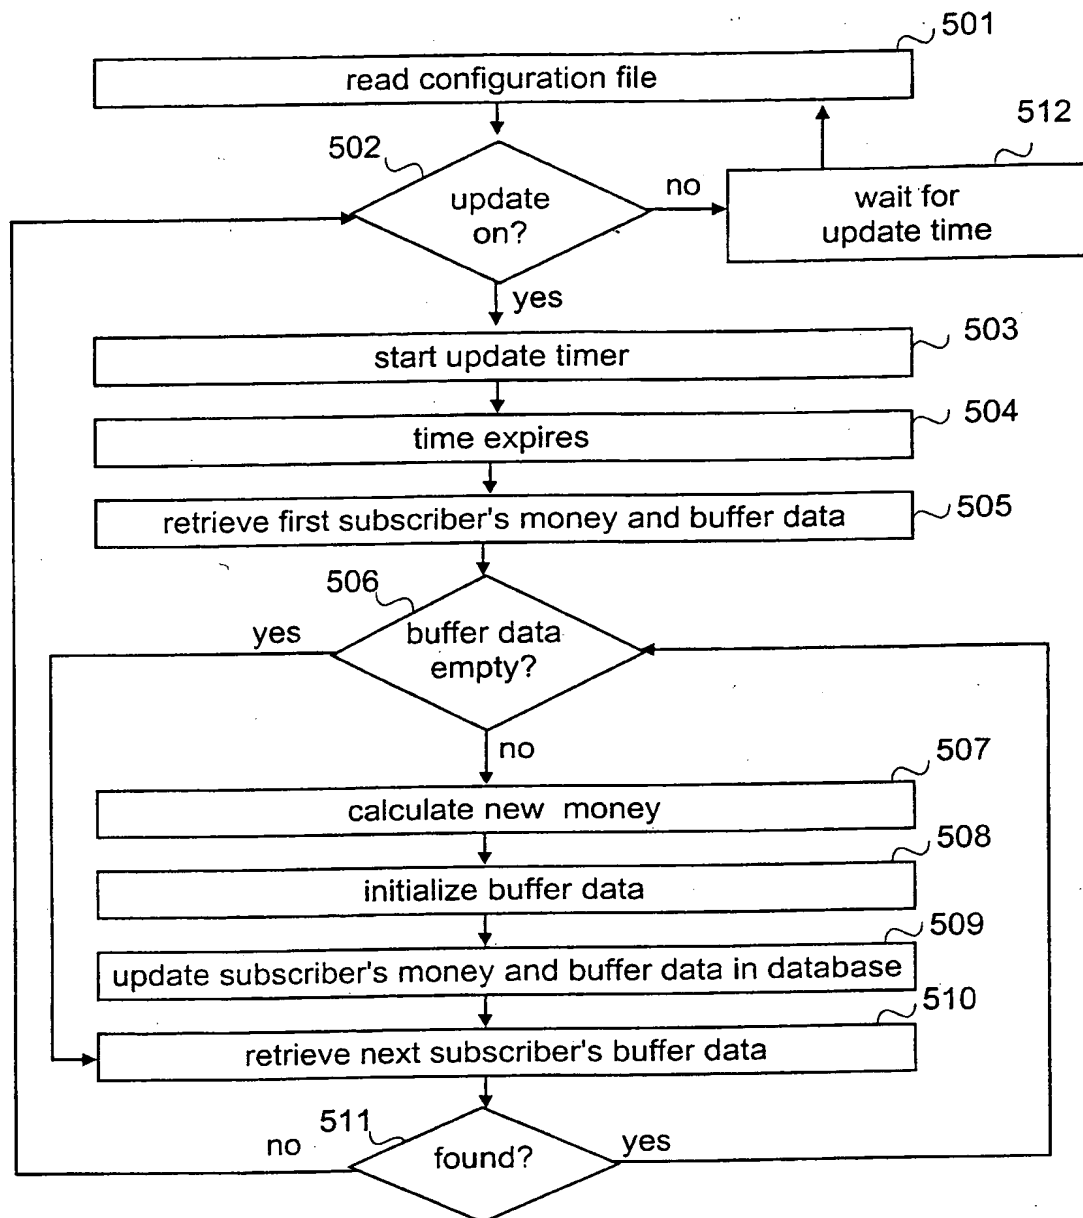 501
read configuration file
512
502
update
on?
no
wait for
update time
yes
503
start update timer
504
time expires
505
retrieve first subscriber's money and buffer data
506
yes
buffer data
empty?
no
507
calculate new money
508
initialize buffer data
509
update subscriber's money and buffer data in database
510
retrieve next subscriber's buffer data
511
no
found?
yes